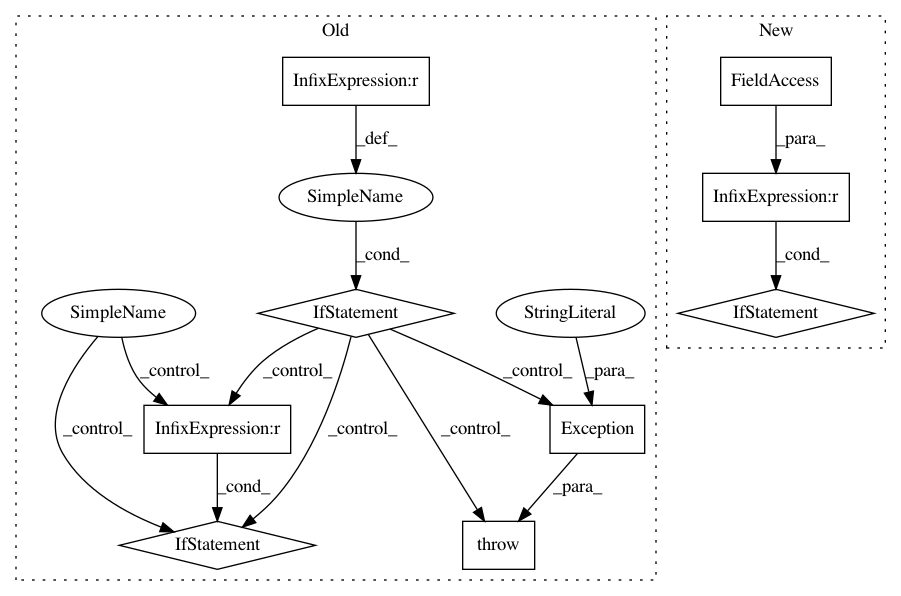 Old
New
InfixExpression:r
FieldAccess
_def_
_para_
SimpleName
InfixExpression:r
_cond_
_cond_
SimpleName
IfStatement
StringLiteral
IfStatement
_control_
_control_
_control_
_para_
_control_
_control_
_control_
InfixExpression:r
Exception
_cond_
_para_
IfStatement
throw